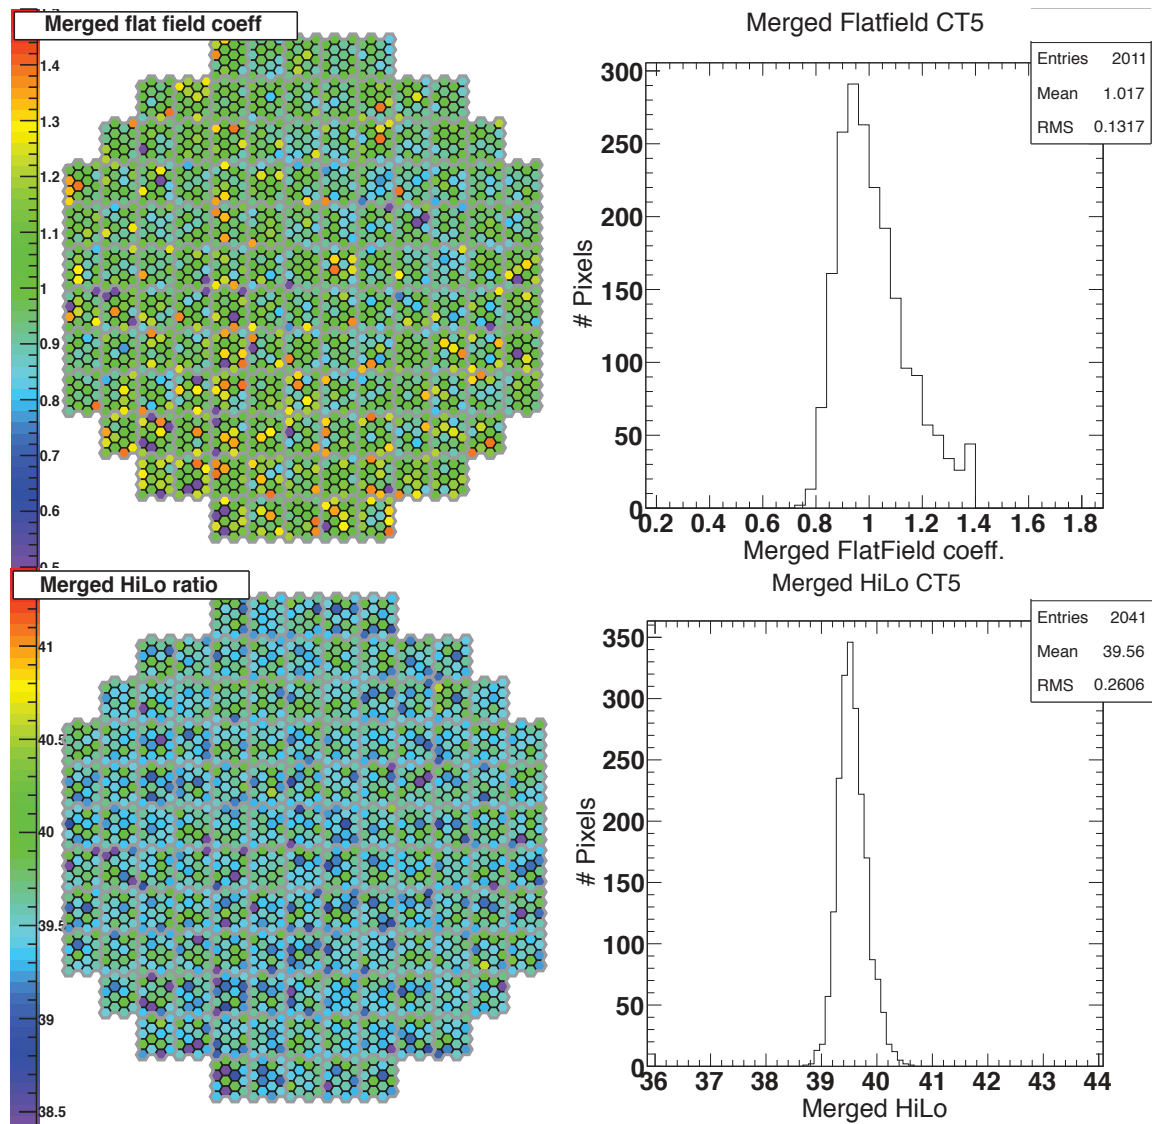 Merged flat field coeff
1.4
1.3
1.2
1.1
1
0.9
0.8
0.7
0.6
0.5
Merged Flatfield CT5
Entries 2011
Mean 1.017
RMS 0.1317
# Pixels
300
250
200
150
100
50
0
0.2 0.4 0.6 0.8 1 1.2 1.4 1.6 1.8
Merged FlatField coeff.
Merged HiLo ratio
41
40.5
40
39.5
39
38.5
Merged HiLo CT5
Entries 2041
Mean 39.56
RMS 0.2606
# Pixels
350
300
250
200
150
100
50
0
36 37 38 39 40 41 42 43 44
Merged HiLo